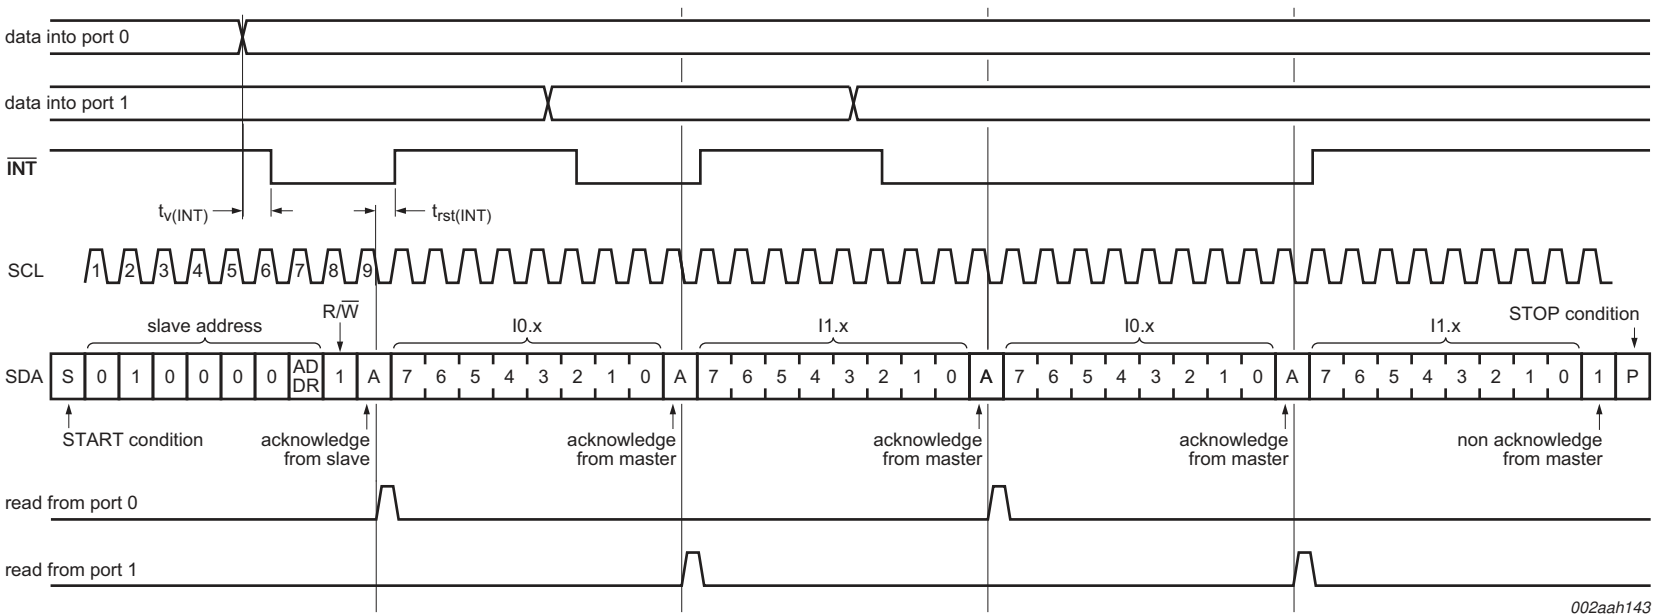 data into port 0
data into port 1
INT
tv(INT)
trst(INT)
SCL
1 2 3 4 5 6 7 8 9
R/W
slave address
I0.x
I1.x
I0.x
I1.x
STOP condition
SDA
S 0 1 0 0 0 0 AD DR 1 A 7 6 5 4 3 2 1 0 A 7 6 5 4 3 2 1 0 A 7 6 5 4 3 2 1 0 A 7 6 5 4 3 2 1 0 1 P
START condition
acknowledge
from slave
acknowledge
from master
acknowledge
from master
acknowledge
from master
non acknowledge
from master
read from port 0
read from port 1
002aah143